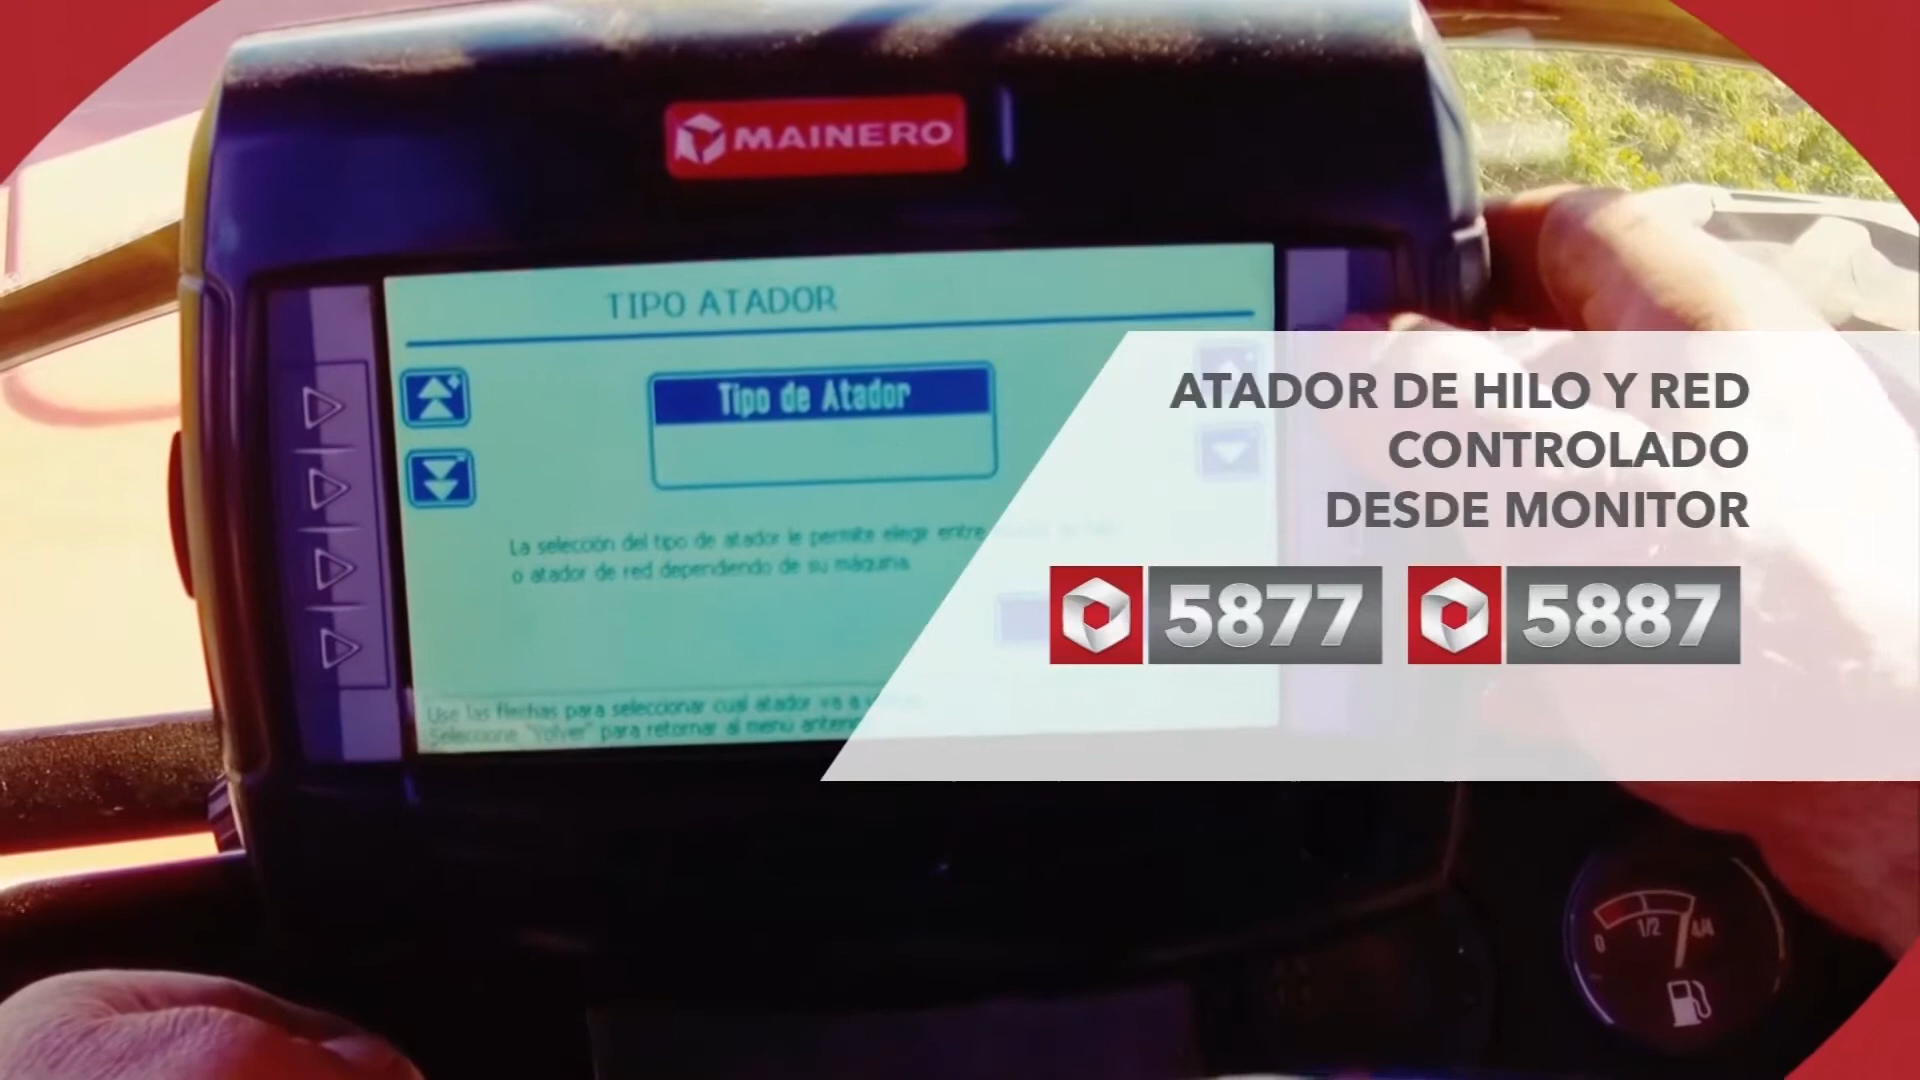 MAINERO
TIPO ATADOR
Tipo de Atador
La selección del tipo de atador le permite elegir entre
o atador de red dependiendo de su máquina
Use las flechas para seleccionar cual atador va a
Seleccione "Volver" para retornar al menú anterior
ATADOR DE HILO Y RED
CONTROLADO
DESDE MONITOR
5877 5887
0 1/2 4/4